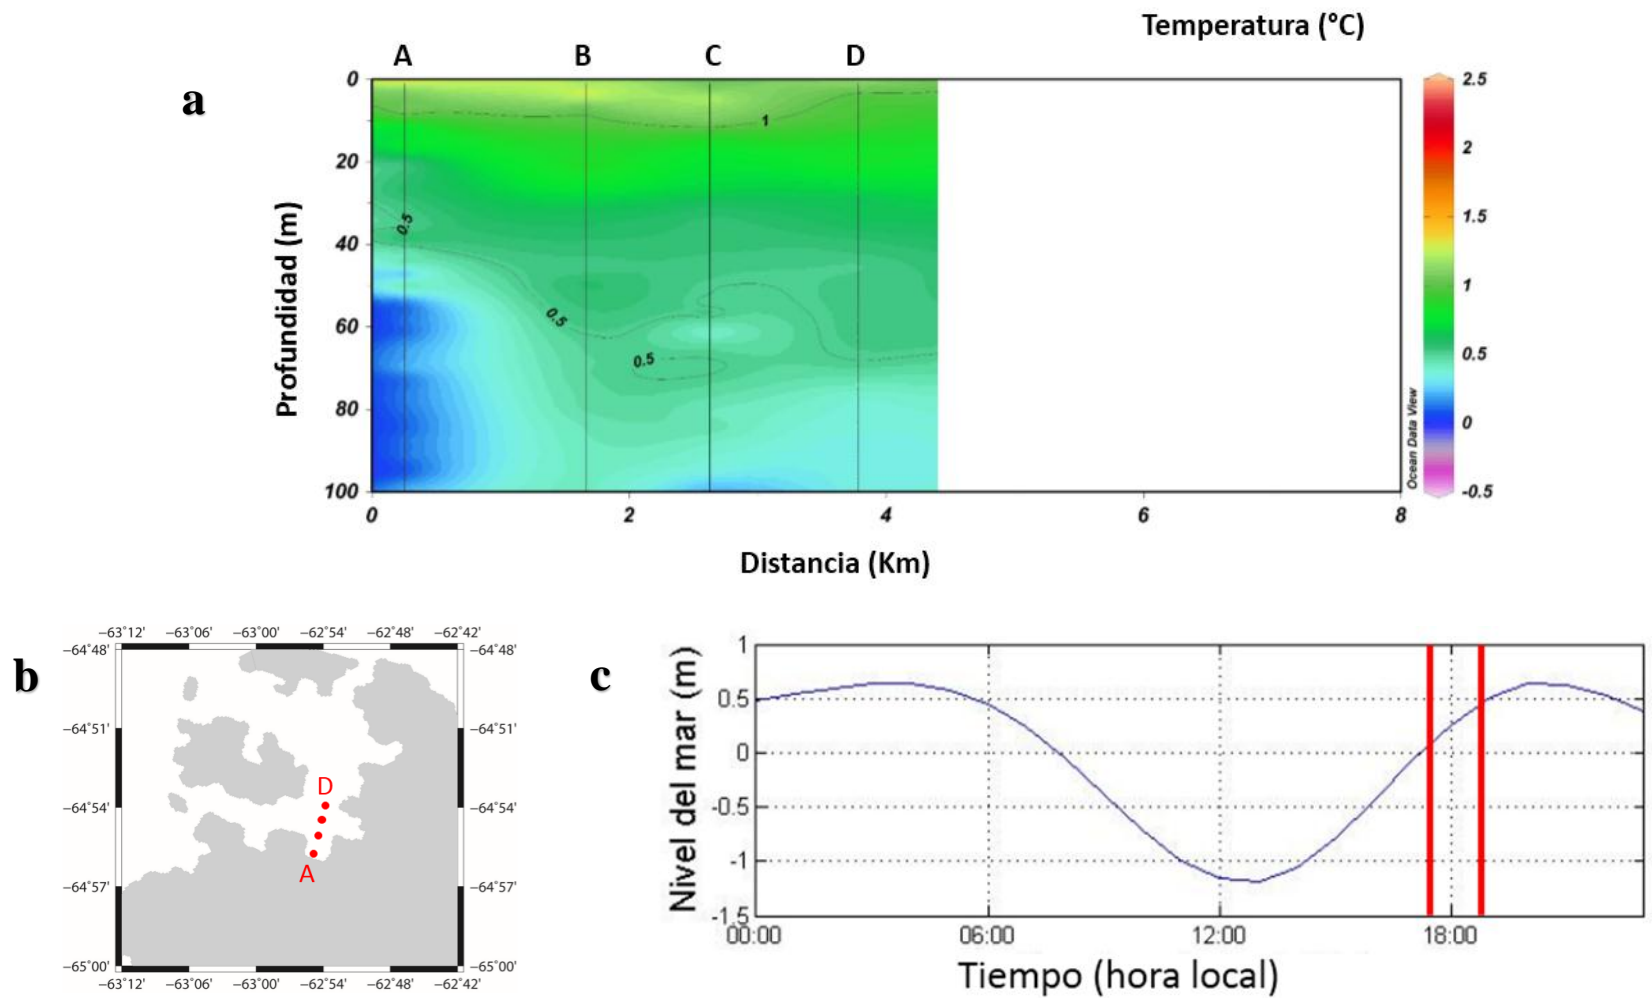 Temperatura (°C)
A B C D
a
0
20
40
60
80
100
Profundidad (m)
1
0.5
0.5
0.5
0 2 4 6 8
Distancia (Km)
2.5
2
1.5
1
0.5
0
-0.5
Ocean Data View
b
−63°12' −63°06' −63°00' −62°54' −62°48' −62°42'
−64°48' −64°48'
−64°51' −64°51'
−64°54' −64°54'
−64°57' −64°57'
−65°00' −65°00'
−63°12' −63°06' −63°00' −62°54' −62°48' −62°42'
D
A
c
Nivel del mar (m)
1
0.5
0
-0.5
-1
-1.5
00:00 06:00 12:00 18:00
Tiempo (hora local)